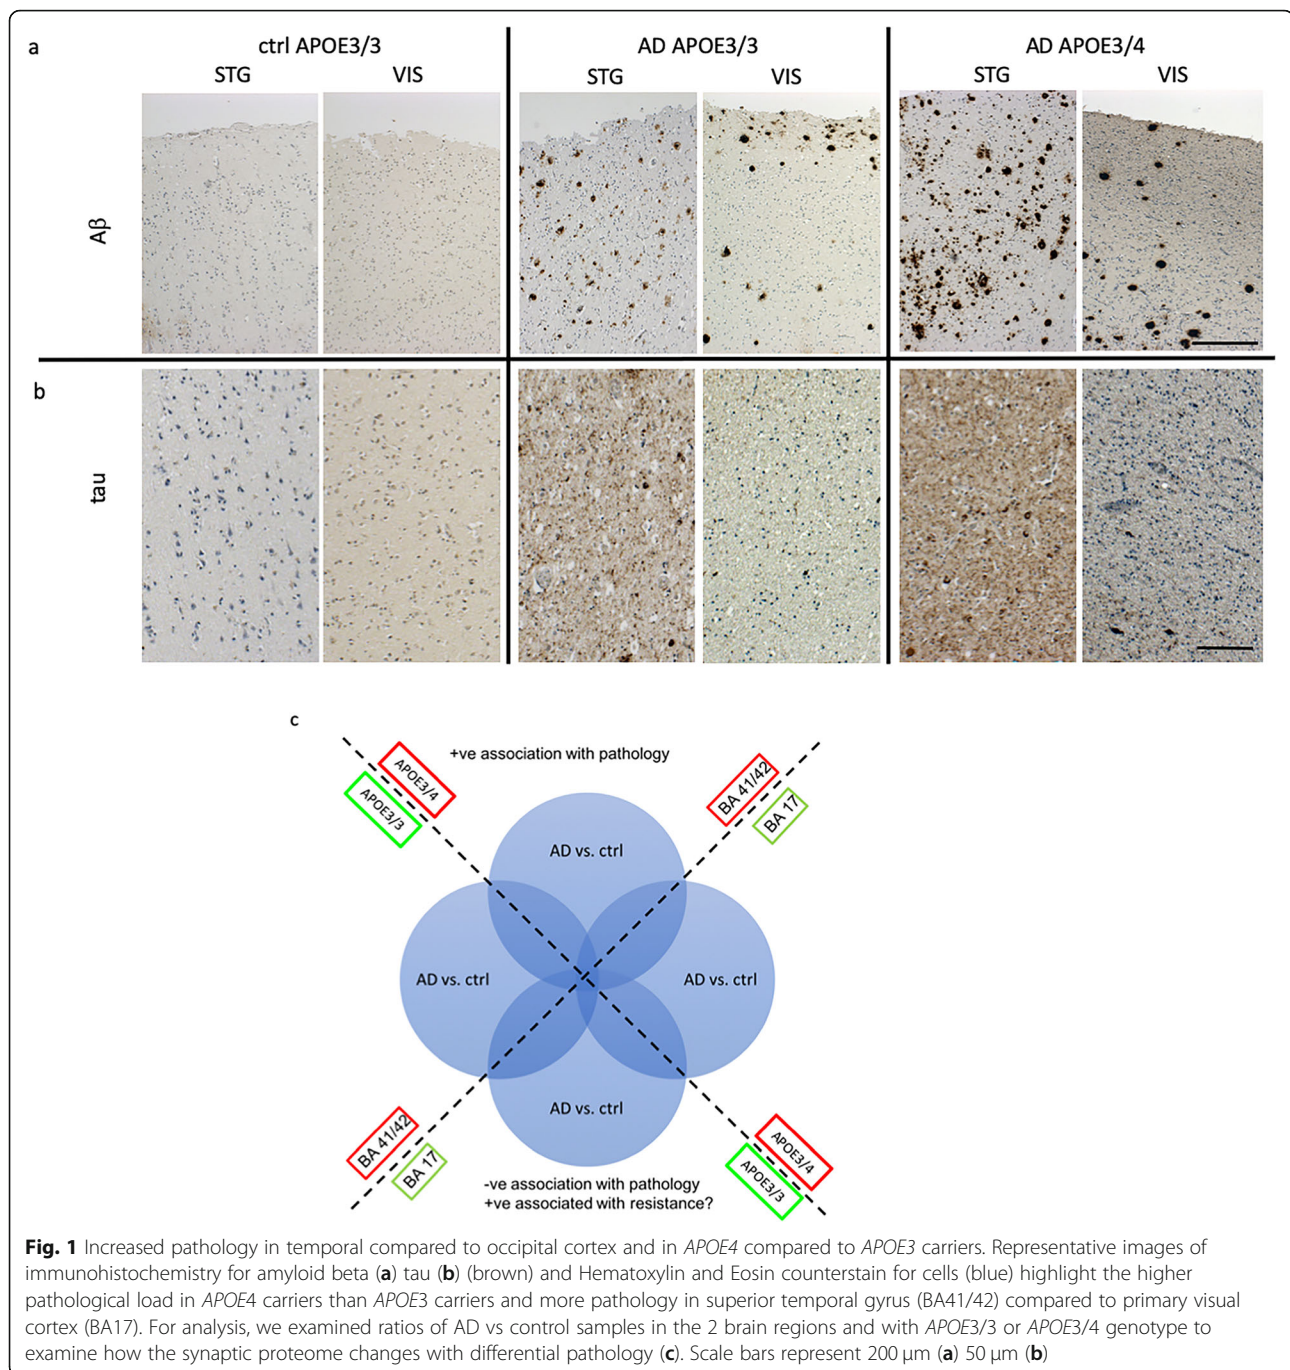 a
ctrl APOE3/3
AD APOE3/3
AD APOE3/4
STG
VIS
STG
VIS
STG
VIS
Aβ
b
tau
c
+ve association with pathology
APOE3/4
APOE3/3
BA 41/42
BA 17
AD vs. ctrl
AD vs. ctrl
AD vs. ctrl
AD vs. ctrl
BA 41/42
BA 17
APOE3/4
APOE3/3
-ve association with pathology
+ve associated with resistance?
Fig. 1 Increased pathology in temporal compared to occipital cortex and in APOE4 compared to APOE3 carriers. Representative images of
immunohistochemistry for amyloid beta (a) tau (b) (brown) and Hematoxylin and Eosin counterstain for cells (blue) highlight the higher
pathological load in APOE4 carriers than APOE3 carriers and more pathology in superior temporal gyrus (BA41/42) compared to primary visual
cortex (BA17). For analysis, we examined ratios of AD vs control samples in the 2 brain regions and with APOE3/3 or APOE3/4 genotype to
examine how the synaptic proteome changes with differential pathology (c). Scale bars represent 200 μm (a) 50 μm (b)